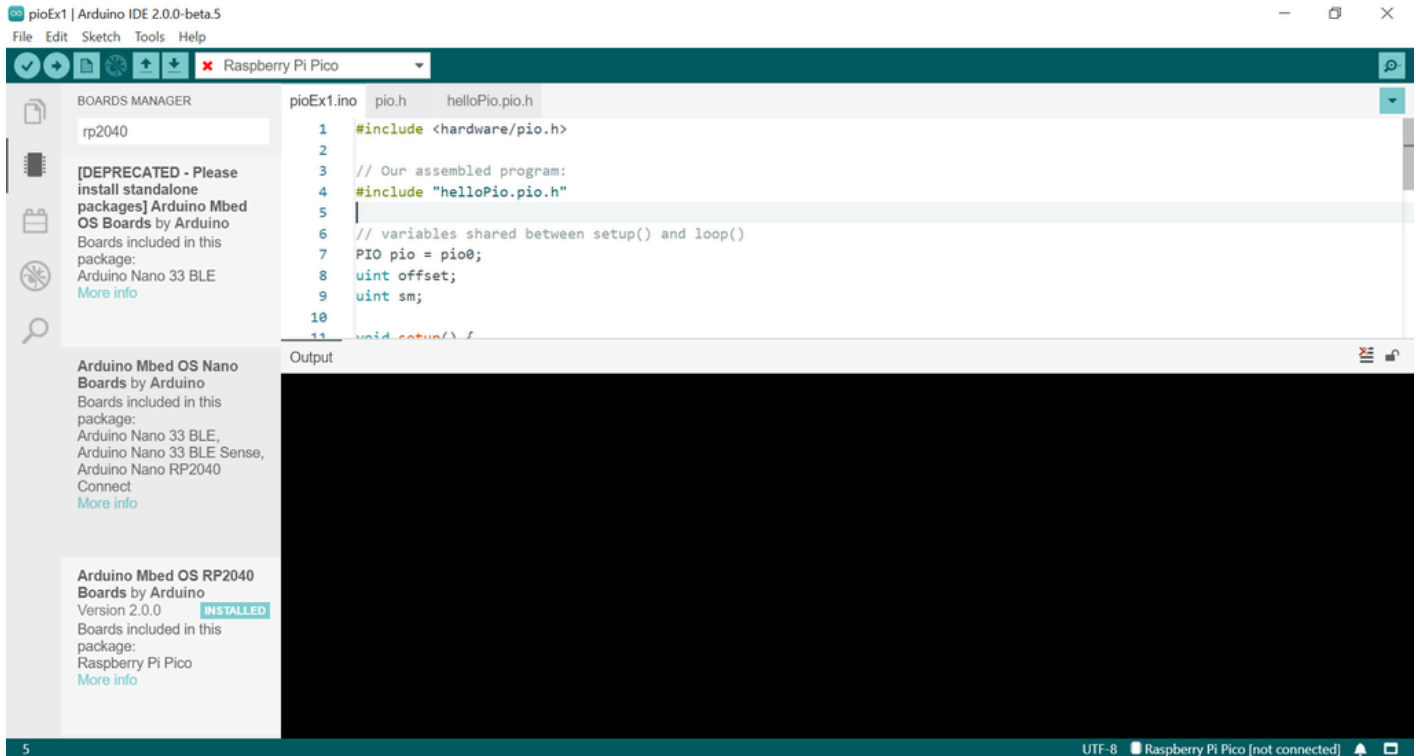 pioEx1 | Arduino IDE 2.0.0-beta.5
File Edit Sketch Tools Help
Raspberry Pi Pico
BOARDS MANAGER
rp2040
[DEPRECATED - Please
install standalone
packages] Arduino Mbed
OS Boards by Arduino
Boards included in this
package:
Arduino Nano 33 BLE
More info
Arduino Mbed OS Nano
Boards by Arduino
Boards included in this
package:
Arduino Nano 33 BLE,
Arduino Nano 33 BLE Sense,
Arduino Nano RP2040
Connect
More info
Arduino Mbed OS RP2040
Boards by Arduino
Version 2.0.0 INSTALLED
Boards included in this
package:
Raspberry Pi Pico
More info
pioEx1.ino pio.h helloPio.pio.h
1 #include <hardware/pio.h>
2
3 // Our assembled program:
4 #include "helloPio.pio.h"
5
6 // variables shared between setup() and loop()
7 PIO pio = pio0;
8 uint offset;
9 uint sm;
10
11 void setup() {
Output
5 UTF-8 Raspberry Pi Pico [not connected]